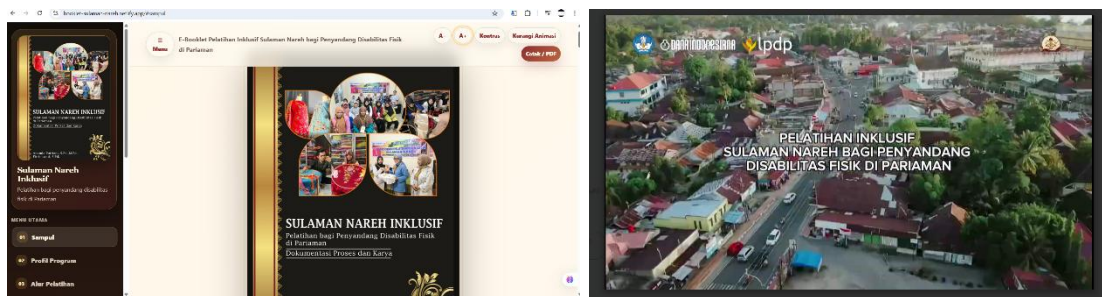 Menu
E-Booklet Pelatihan Inklusif Sulaman Nareh bagi Penyandang Disabilitas Fisik
di Pariaman
A
A+
Kontras
Kurangi Animasi
Cetak / PDF
SULAMAN NAREH INKLUSIF
Sulaman Nareh
Inklusif
Pelatihan bagi penyandang disabilitas
fisik di Pariaman
MENU UTAMA
01 Sampul
02 Profil Program
03 Alur Pelatihan
SULAMAN NAREH INKLUSIF
Pelatihan bagi Penyandang Disabilitas Fisik
di Pariaman
Dokumentasi Proses dan Karya
DANAINDONESIANA
lpdp
PELATIHAN INKLUSIF
SULAMAN NAREH BAGI PENYANDANG
DISABILITAS FISIK DI PARIAMAN